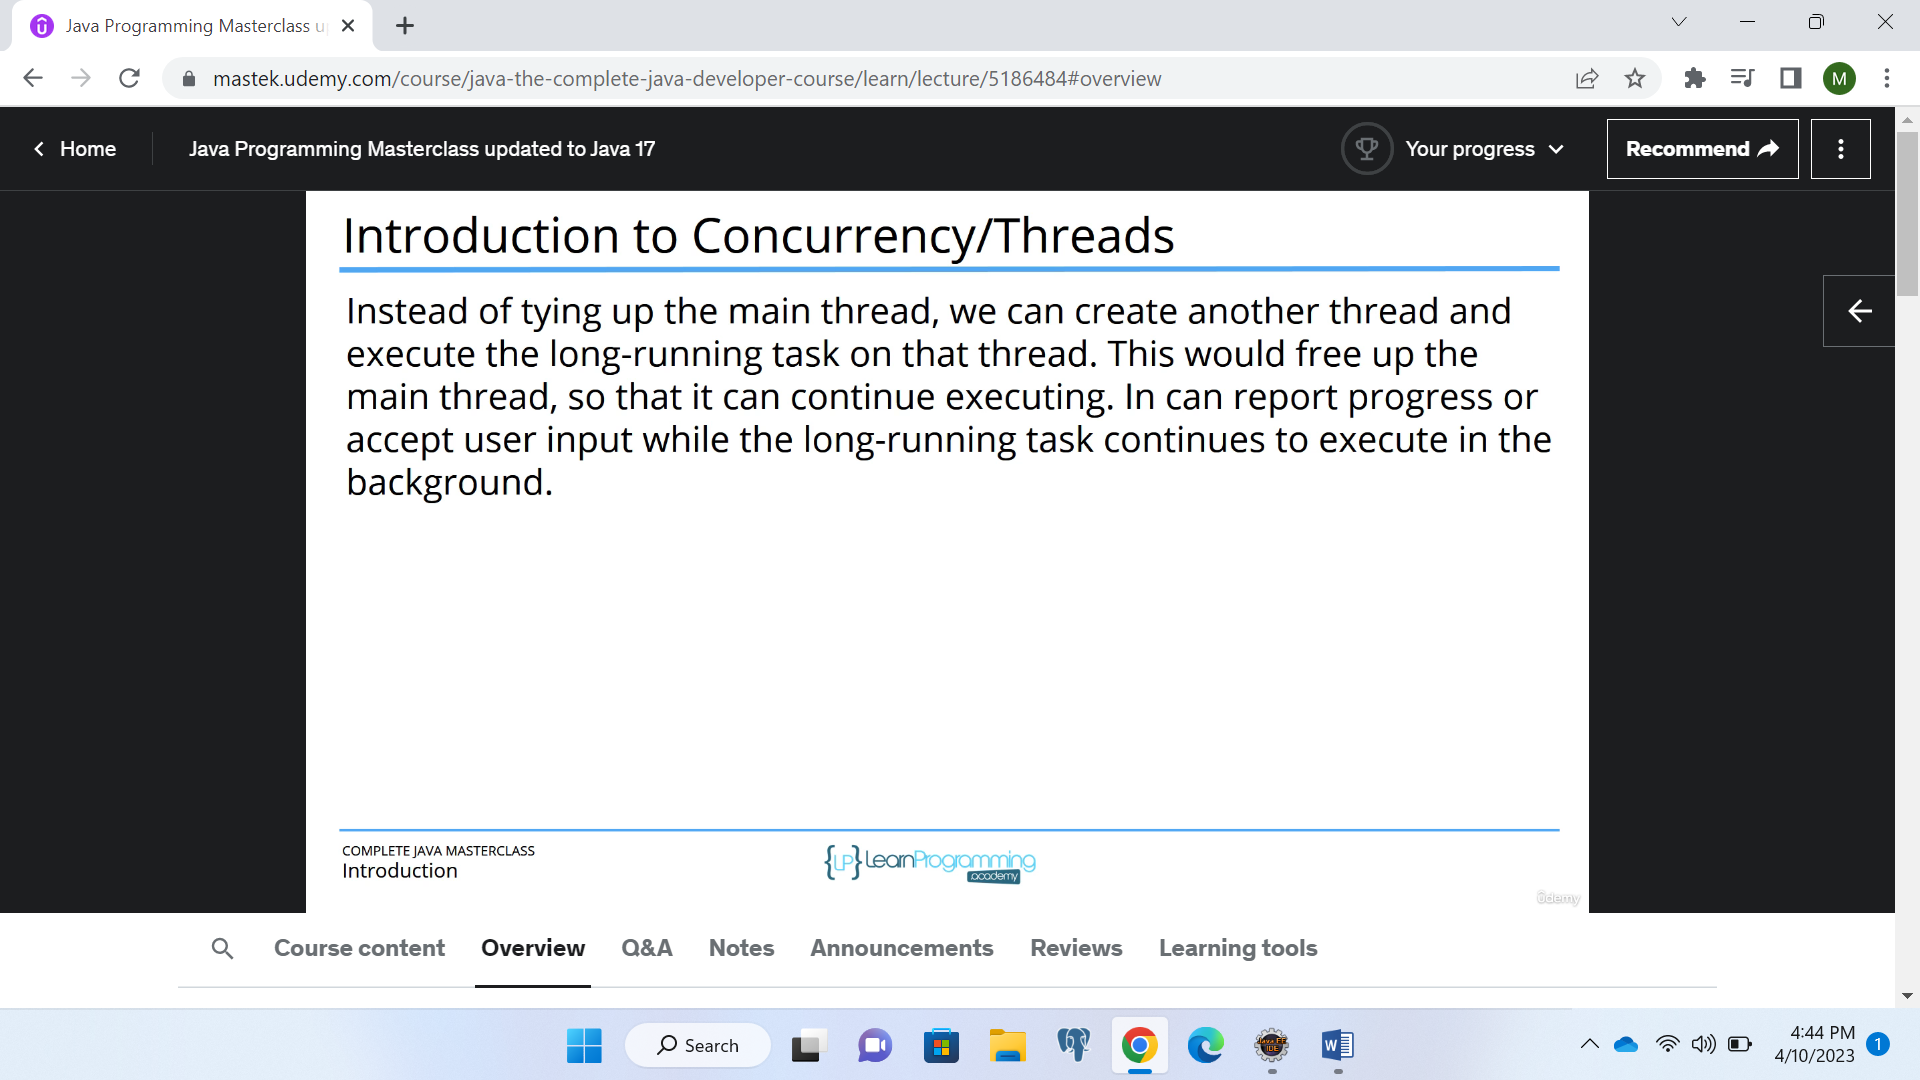 Java Programming Masterclass u
mastek.udemy.com/course/java-the-complete-java-developer-course/learn/lecture/5186484#overview
M
Home
Java Programming Masterclass updated to Java 17
Your progress
Recommend
Introduction to Concurrency/Threads
Instead of tying up the main thread, we can create another thread and
execute the long-running task on that thread. This would free up the
main thread, so that it can continue executing. In can report progress or
accept user input while the long-running task continues to execute in the
background.
COMPLETE JAVA MASTERCLASS
Introduction
{LP} LearnProgramming
.academy
ûdemy
Course content
Overview
Q&A
Notes
Announcements
Reviews
Learning tools
Search
Java EE
IDE
W
4:44 PM
4/10/2023
1